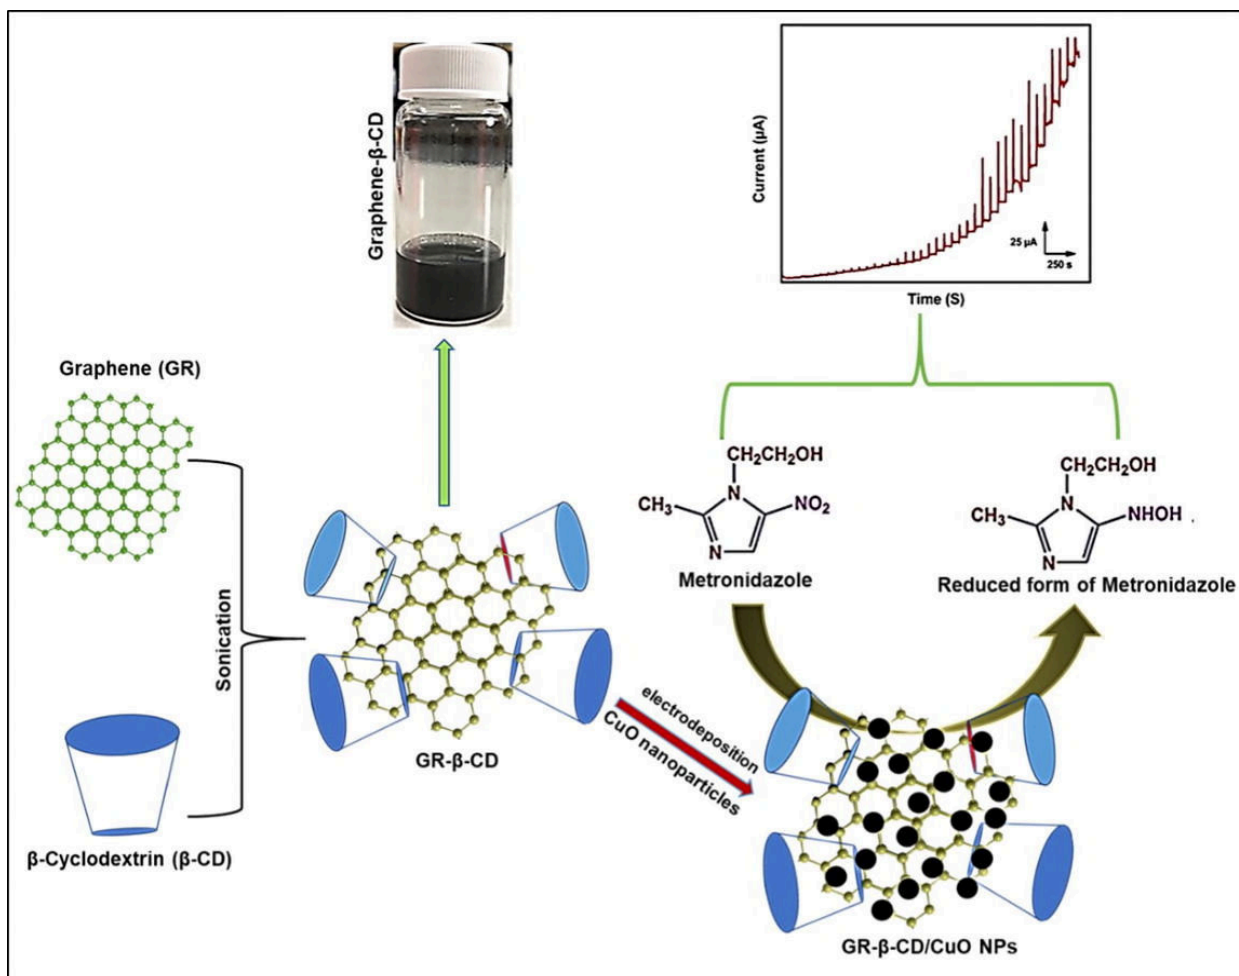 Graphene-β-CD
Current (µA)
25 µA
250 s
Time (S)
Graphene (GR)
Sonication
β-Cyclodextrin (β-CD)
GR-β-CD
CH₂CH₂OH
N
CH₃
NO₂
N
Metronidazole
CH₂CH₂OH
N
CH₃
NHOH .
N
Reduced form of Metronidazole
electrodeposition
CuO nanoparticles
GR-β-CD/CuO NPs